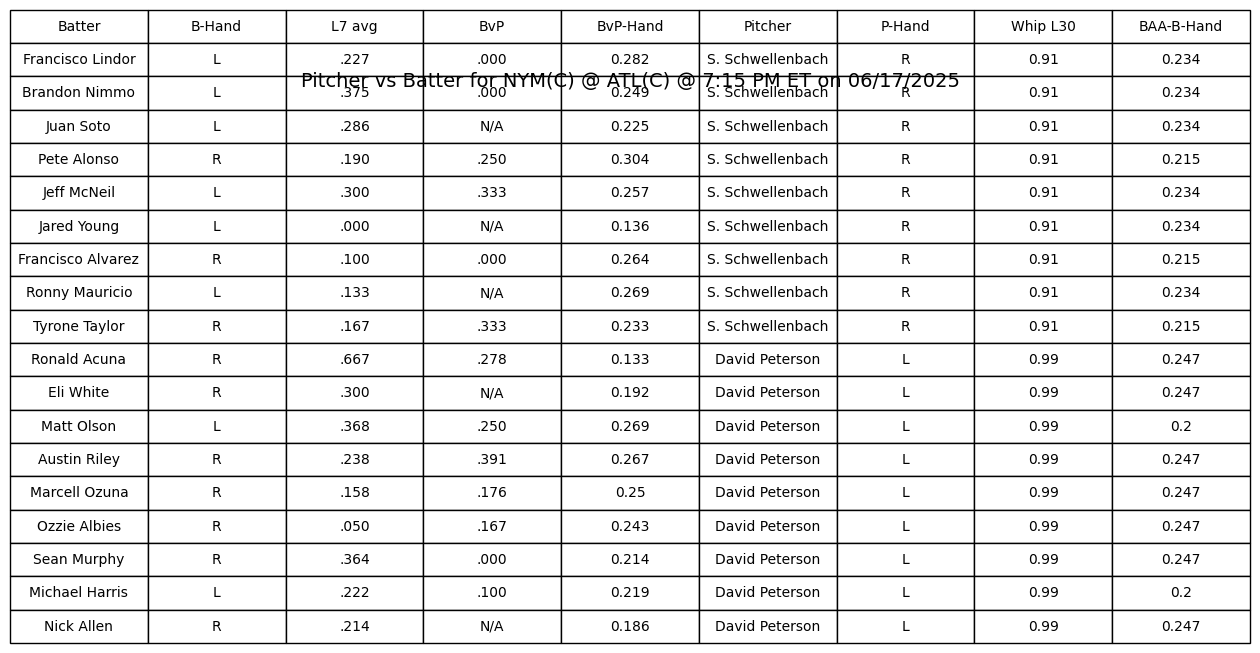 Batter B-Hand L7 avg BvP BvP-Hand Pitcher P-Hand Whip L30 BAA-B-Hand
Francisco Lindor L .227 .000 0.282 S. Schwellenbach R 0.91 0.234
Pitcher vs Batter for NYM(C) @ ATL(C) @ 7:15 PM ET on 06/17/2025
Brandon Nimmo L .375 .000 0.249 S. Schwellenbach R 0.91 0.234
Juan Soto L .286 N/A 0.225 S. Schwellenbach R 0.91 0.234
Pete Alonso R .190 .250 0.304 S. Schwellenbach R 0.91 0.215
Jeff McNeil L .300 .333 0.257 S. Schwellenbach R 0.91 0.234
Jared Young L .000 N/A 0.136 S. Schwellenbach R 0.91 0.234
Francisco Alvarez R .100 .000 0.264 S. Schwellenbach R 0.91 0.215
Ronny Mauricio L .133 N/A 0.269 S. Schwellenbach R 0.91 0.234
Tyrone Taylor R .167 .333 0.233 S. Schwellenbach R 0.91 0.215
Ronald Acuna R .667 .278 0.133 David Peterson L 0.99 0.247
Eli White R .300 N/A 0.192 David Peterson L 0.99 0.247
Matt Olson L .368 .250 0.269 David Peterson L 0.99 0.2
Austin Riley R .238 .391 0.267 David Peterson L 0.99 0.247
Marcell Ozuna R .158 .176 0.25 David Peterson L 0.99 0.247
Ozzie Albies R .050 .167 0.243 David Peterson L 0.99 0.247
Sean Murphy R .364 .000 0.214 David Peterson L 0.99 0.247
Michael Harris L .222 .100 0.219 David Peterson L 0.99 0.2
Nick Allen R .214 N/A 0.186 David Peterson L 0.99 0.247